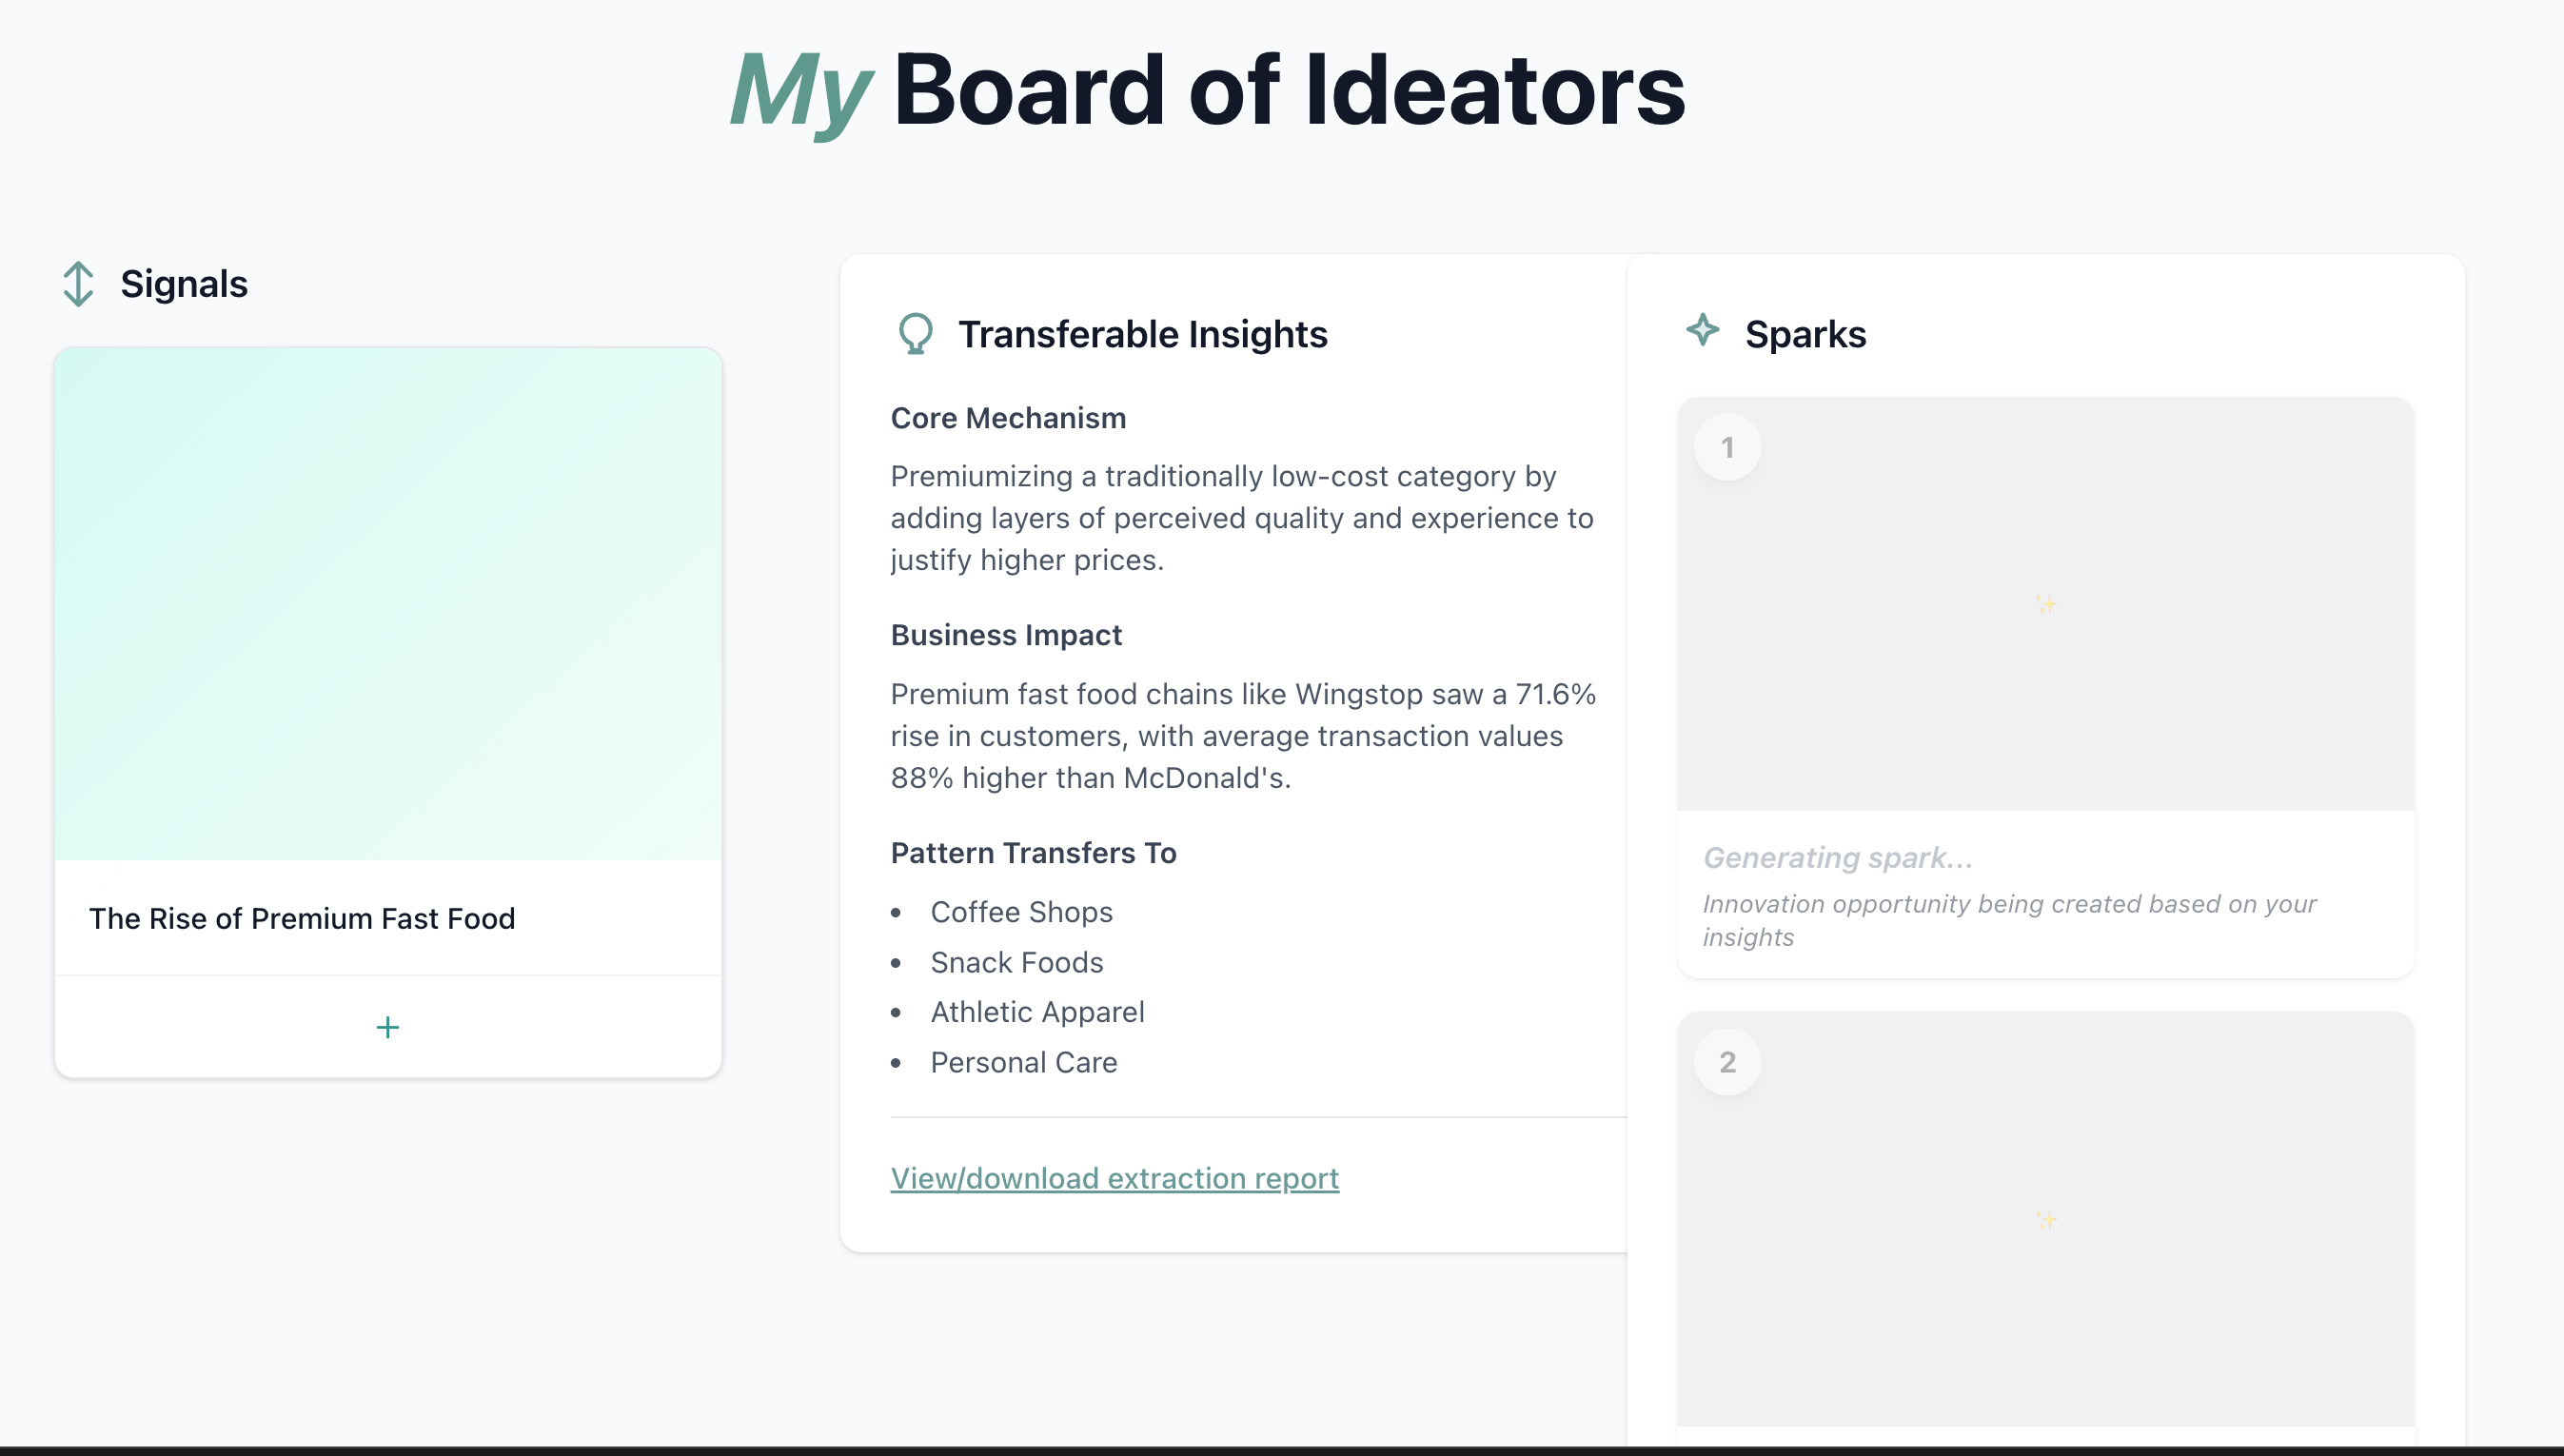 My Board of Ideators
Signals
The Rise of Premium Fast Food
+
Transferable Insights
Core Mechanism
Premiumizing a traditionally low-cost category by
adding layers of perceived quality and experience to
justify higher prices.
Business Impact
Premium fast food chains like Wingstop saw a 71.6%
rise in customers, with average transaction values
88% higher than McDonald's.
Pattern Transfers To
• Coffee Shops
• Snack Foods
• Athletic Apparel
• Personal Care
View/download extraction report
Sparks
1
Generating spark...
Innovation opportunity being created based on your
insights
2